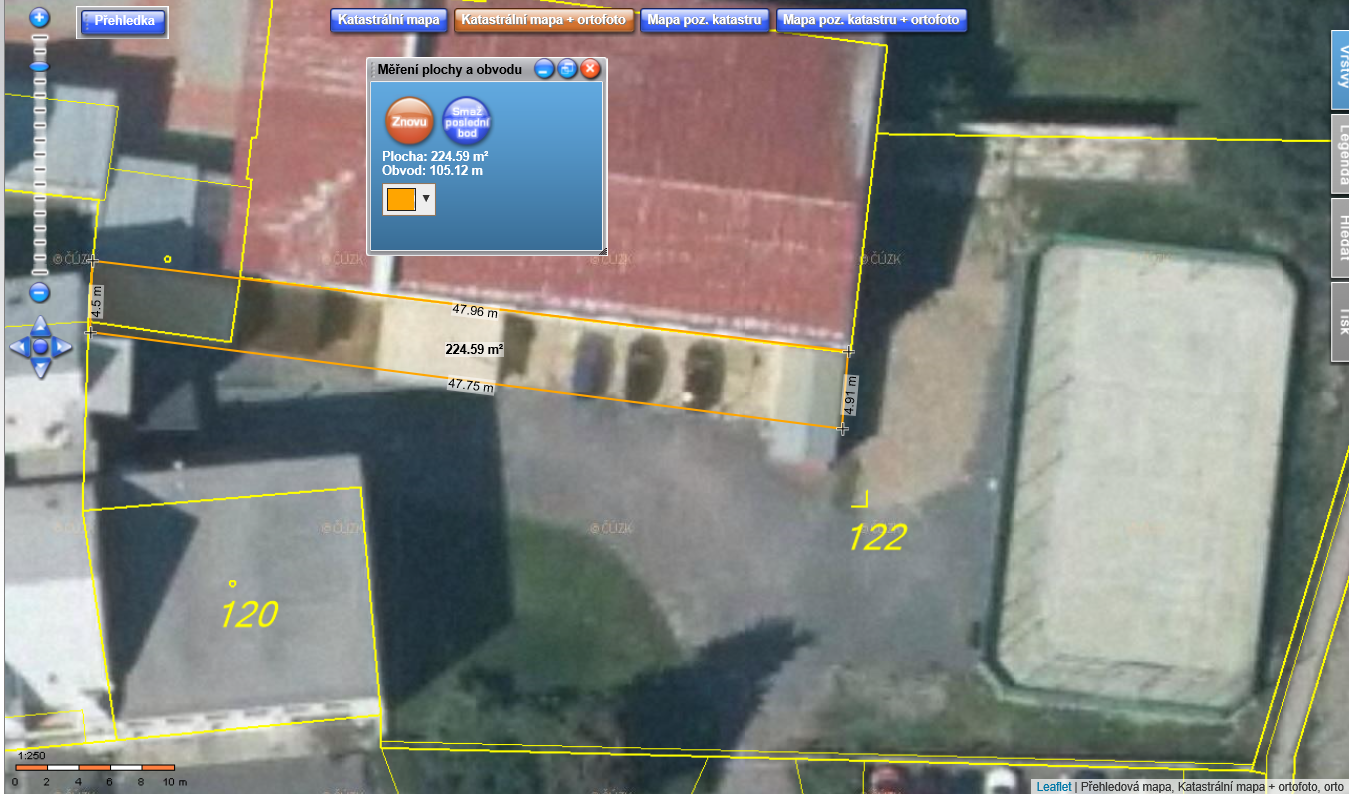 Přehledka
Katastrální mapa
Katastrální mapa + ortofoto
Mapa poz. katastru
Mapa poz. katastru + ortofoto
Měření plochy a obvodu
Znovu
Smaž
poslední
bod
Plocha: 224.59 m²
Obvod: 105.12 m
Vrstvy
Legenda
Hledat
Tisk
© ČÚZK
© ČÚZK
© ČÚZK
© ČÚZK
4.5 m
47.96 m
224.59 m²
47.75 m
4.91 m
© ČÚZK
© ČÚZK
122
120
1:250
0 2 4 6 8 10 m
Leaflet | Přehledová mapa, Katastrální mapa + ortofoto, orto